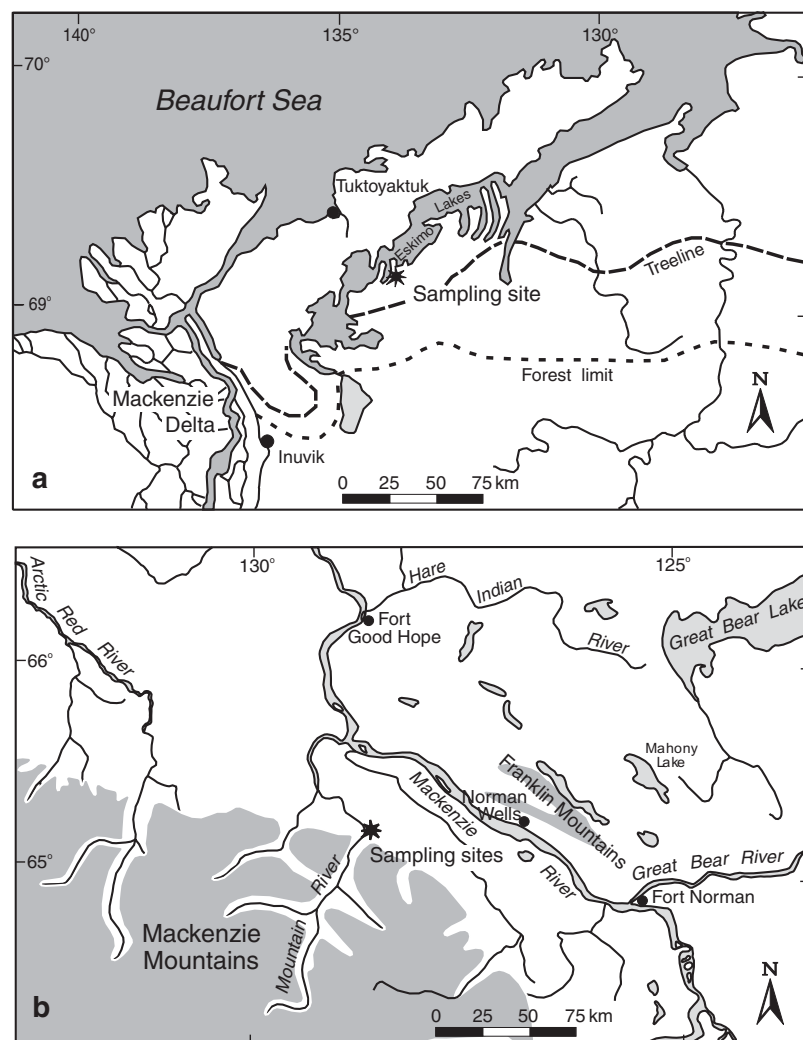 140°
135°
130°
70°
Beaufort Sea
Tuktoyaktuk
Eskimo Lakes
Treeline
69°
Sampling site
Forest limit
Mackenzie
Delta
N
Inuvik
a
0 25 50 75 km
130°
125°
Arctic Red River
Hare Indian River
Fort
Good Hope
Great Bear Lake
66°
Mahony
Lake
Franklin Mountains
Norman
Wells
Mackenzie River
65°
Sampling sites
Great Bear River
Fort Norman
Mackenzie
Mountains
Mountain River
N
b
0 25 50 75 km